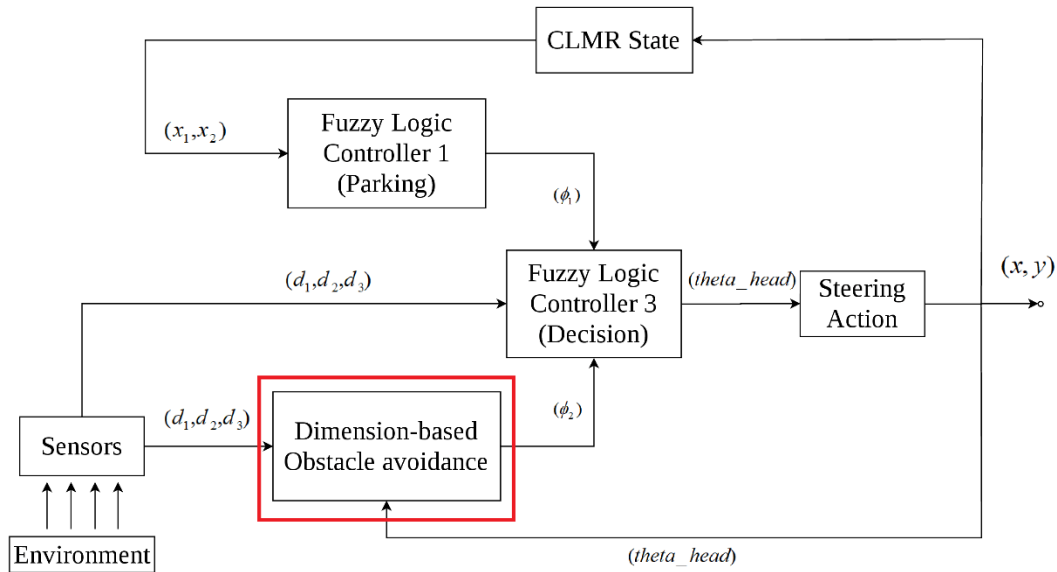 CLMR State
(x₁,x₂)
Fuzzy Logic
Controller 1
(Parking)
(ϕ₁)
(d₁,d₂,d₃)
Fuzzy Logic
Controller 3
(Decision)
(theta_head)
Steering
Action
(x, y)
(d₁,d₂,d₃)
Sensors
Dimension-based
Obstacle avoidance
(ϕ₂)
Environment
(theta_head)